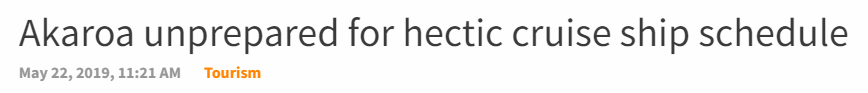 Akaroa unprepared for hectic cruise ship schedule
May 22, 2019, 11:21 AM Tourism